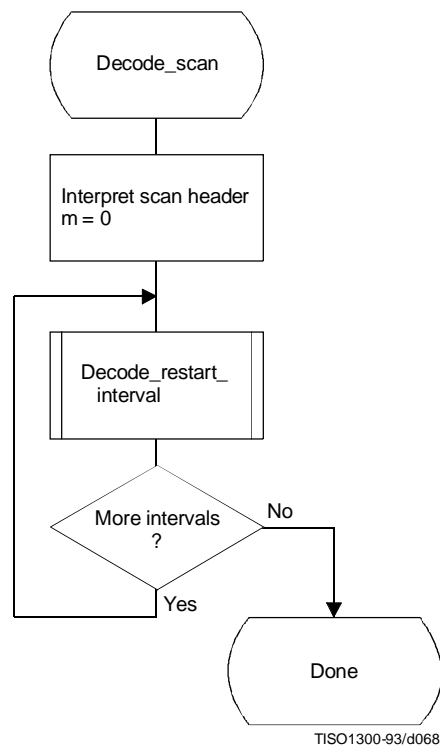 Decode_scan
Interpret scan header
m = 0
Decode_restart_
interval
More intervals
?
No
Yes
Done
TISO1300-93/d068